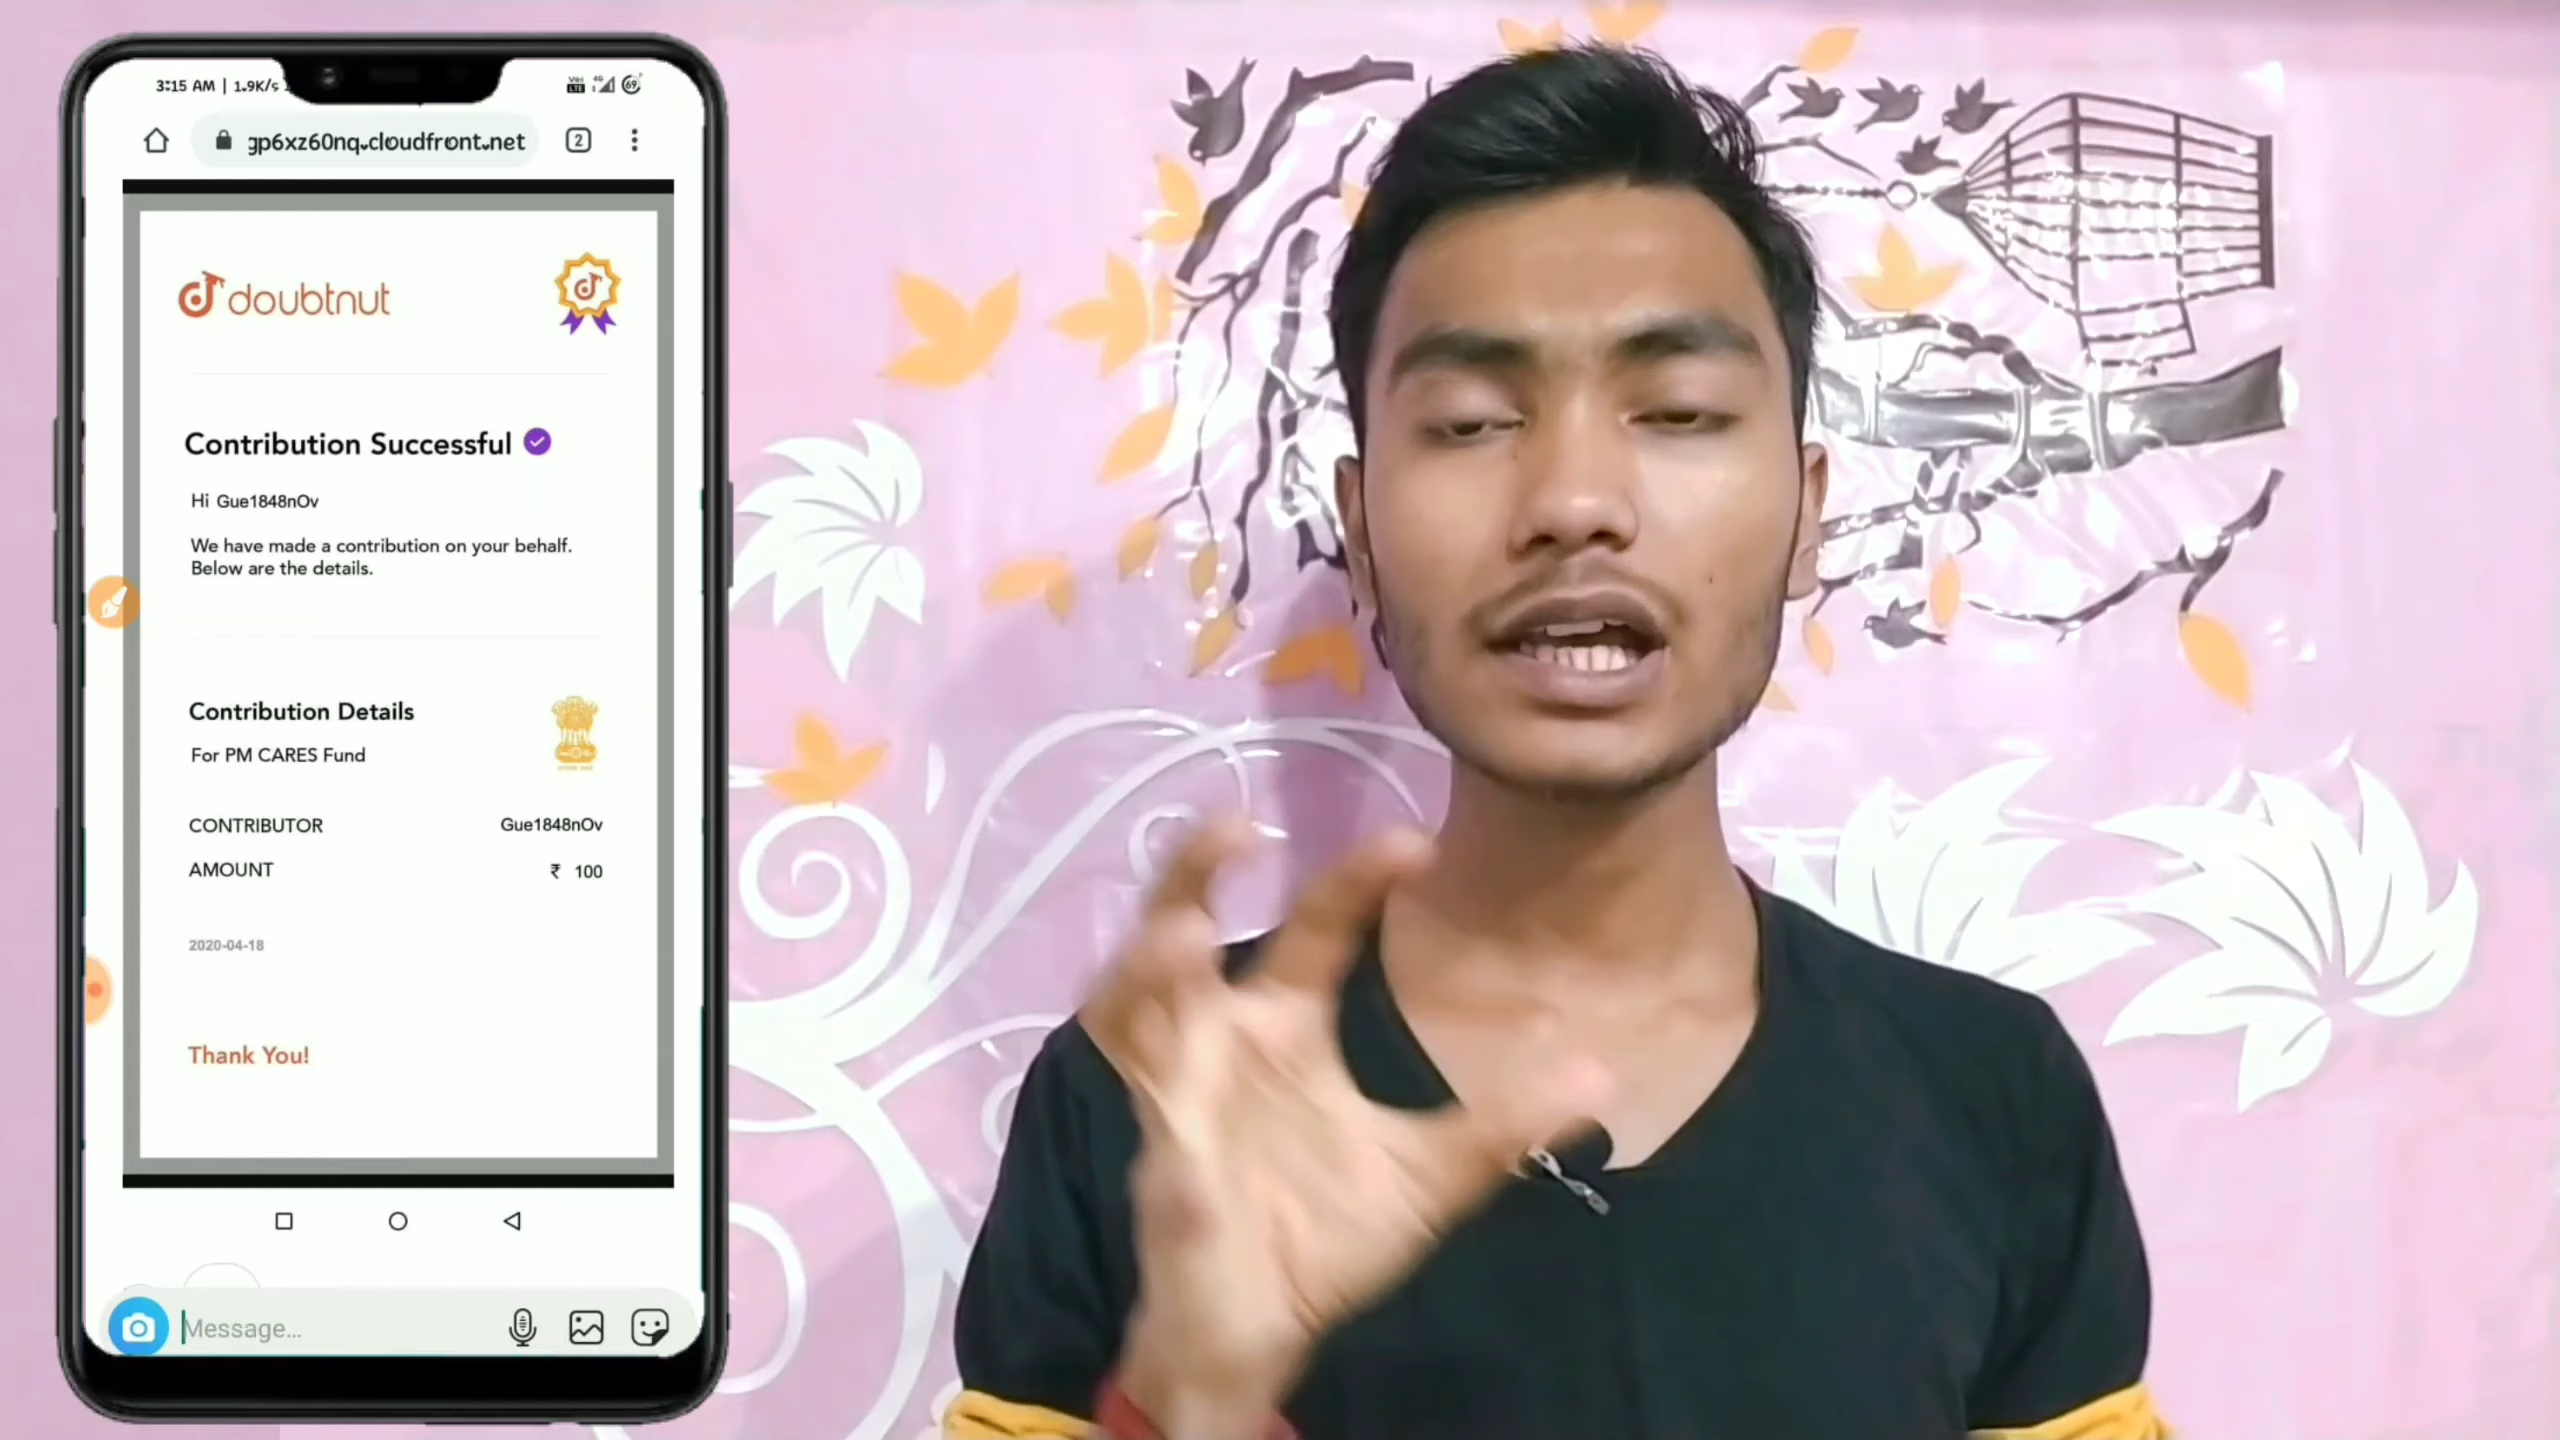 3:15 AM | 1.9K/s
gp6xz60nq.cloudfront.net
2
doubtnut
Contribution Successful
Hi Gue1848nOv
We have made a contribution on your behalf.
Below are the details.
Contribution Details
For PM CARES Fund
CONTRIBUTOR Gue1848nOv
AMOUNT ₹ 100
2020-04-18
Thank You!
Message...